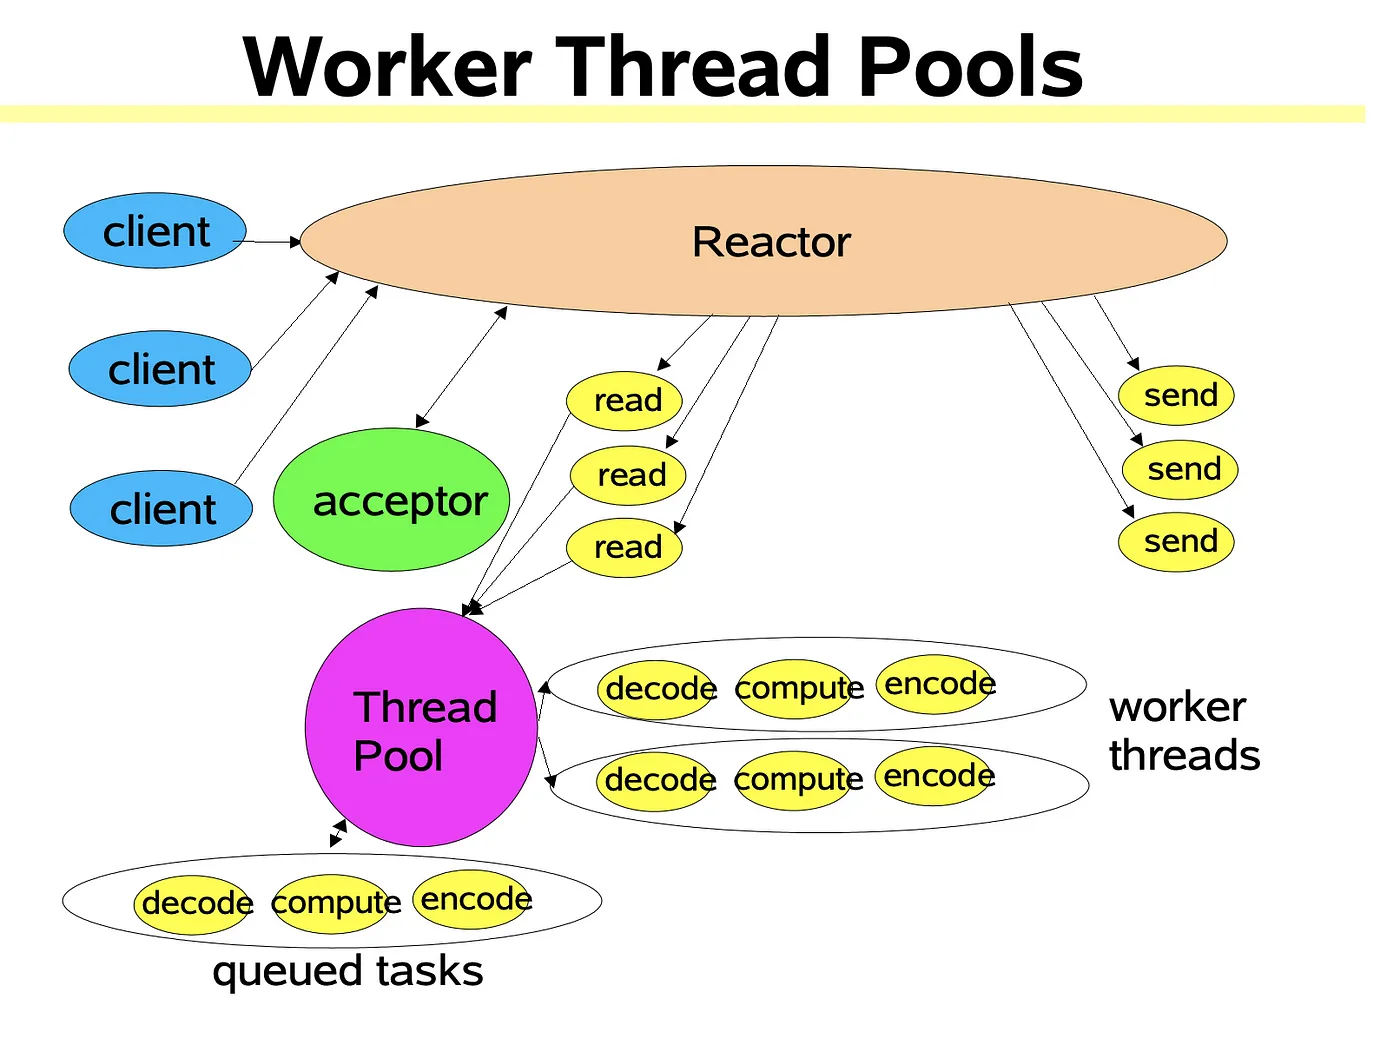 Worker Thread Pools
client
Reactor
client
client
acceptor
read
read
read
send
send
send
Thread
Pool
decode compute encode
decode compute encode
worker
threads
decode compute encode
queued tasks